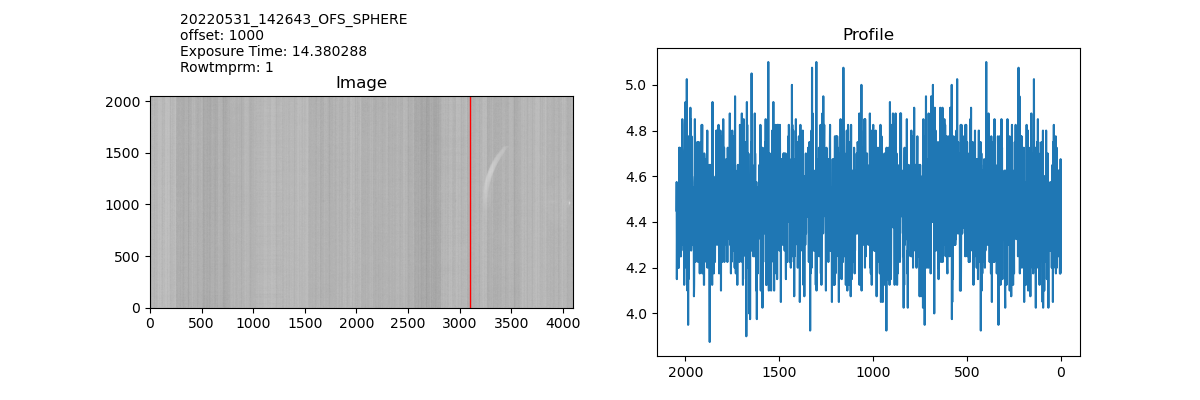 20220531_142643_OFS_SPHERE
offset: 1000
Exposure Time: 14.380288
Rowtmprm: 1
Image
2000
1500
1000
500
0
0 500 1000 1500 2000 2500 3000 3500 4000
Profile
5.0
4.8
4.6
4.4
4.2
4.0
2000 1500 1000 500 0